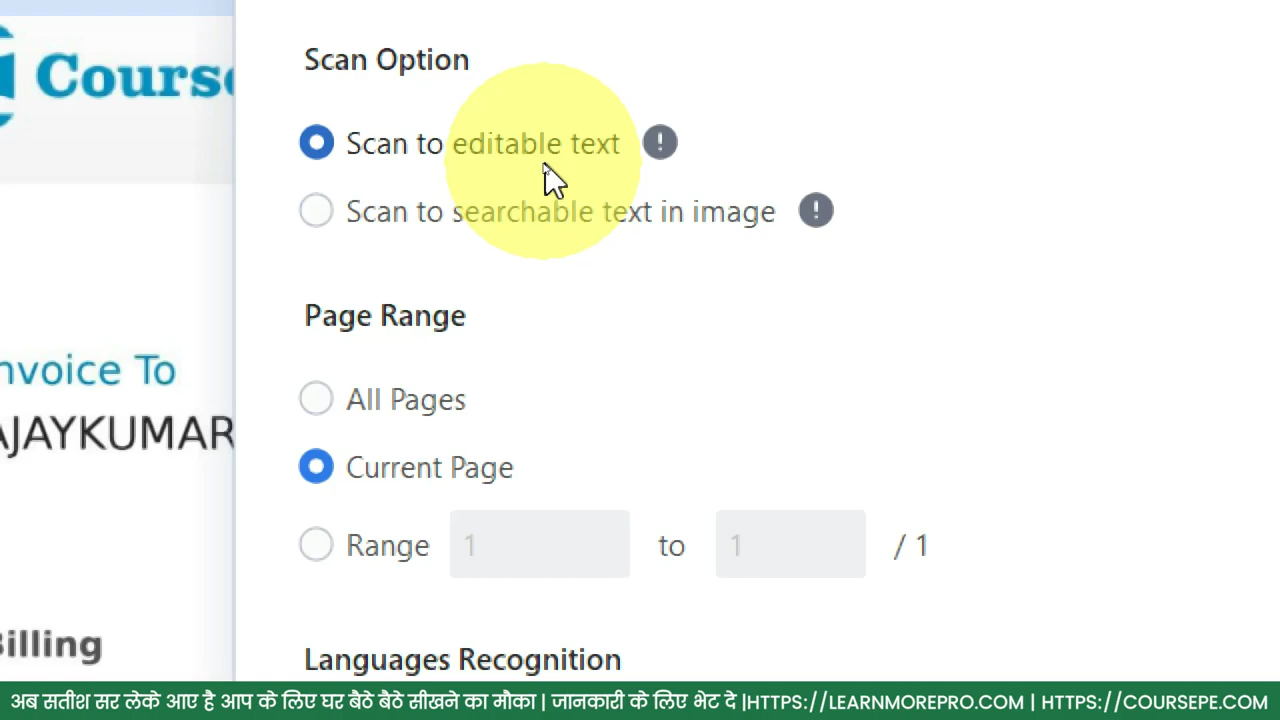 Course
Scan Option
Scan to editable text
Scan to searchable text in image
Page Range
nvoice To
All Pages
AJAYKUMAR
Current Page
Range 1 to 1 / 1
Billing
Languages Recognition
अब सतीश सर लेके आए है आप के लिए घर बैठे बैठे सीखने का मौका | जानकारी के लिए भेट दे |HTTPS://LEARNMOREPRO.COM | HTTPS://COURSEPE.COM